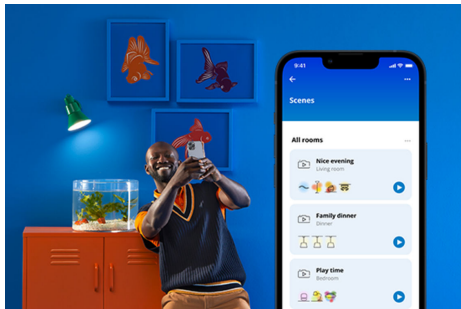 9:41
Scenes
All rooms
Nice evening
Living room
Family dinner
Dinner
Play time
Bedroom